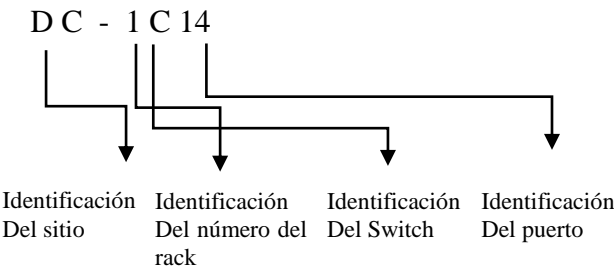 D C - 1 C 14
Identificación
Del sitio
Identificación
Del número del
rack
Identificación
Del Switch
Identificación
Del puerto